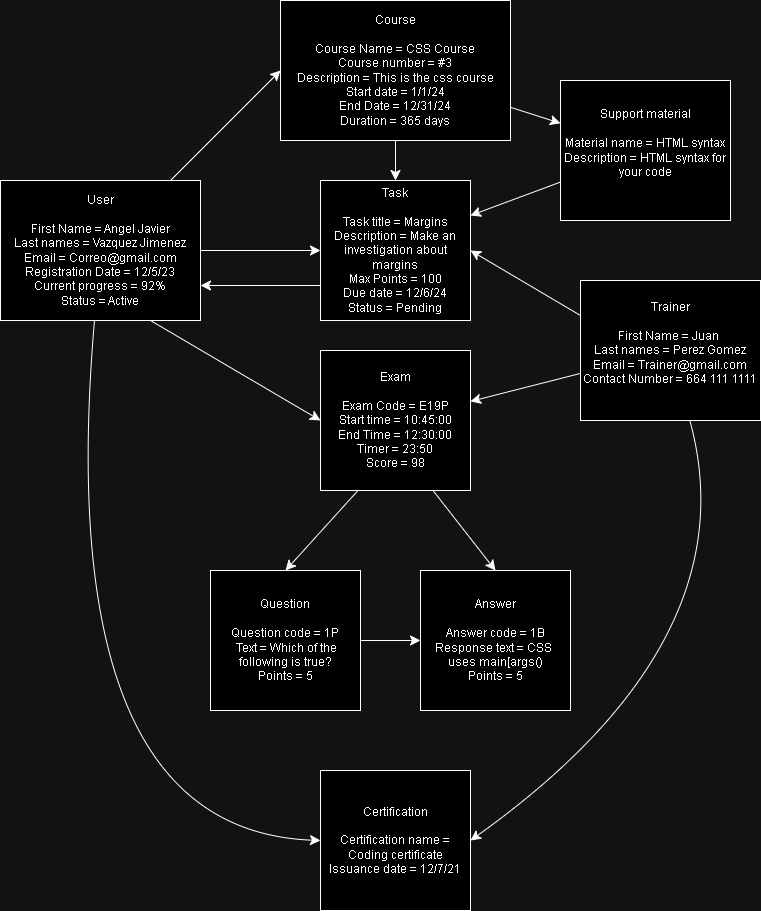 Course
Course Name = CSS Course
Course number = #3
Description = This is the css course
Start date = 1/1/24
End Date = 12/31/24
Duration = 365 days
Support material
Material name = HTML syntax
Description = HTML syntax for
your code
User
First Name = Angel Javier
Last names = Vazquez Jimenez
Email = Correo@gmail.com
Registration Date = 12/5/23
Current progress = 92%
Status = Active
Task
Task title = Margins
Description = Make an
investigation about
margins
Max Points = 100
Due date = 12/6/24
Status = Pending
Trainer
First Name = Juan
Last names = Perez Gomez
Email = Trainer@gmail.com
Contact Number = 664 111 1111
Exam
Exam Code = E19P
Start time = 10:45:00
End Time = 12:30:00
Timer = 23:50
Score = 98
Question
Question code = 1P
Text = Which of the
following is true?
Points = 5
Answer
Answer code = 1B
Response text = CSS
uses main[args()
Points = 5
Certification
Certification name =
Coding certificate
Issuance date = 12/7/21